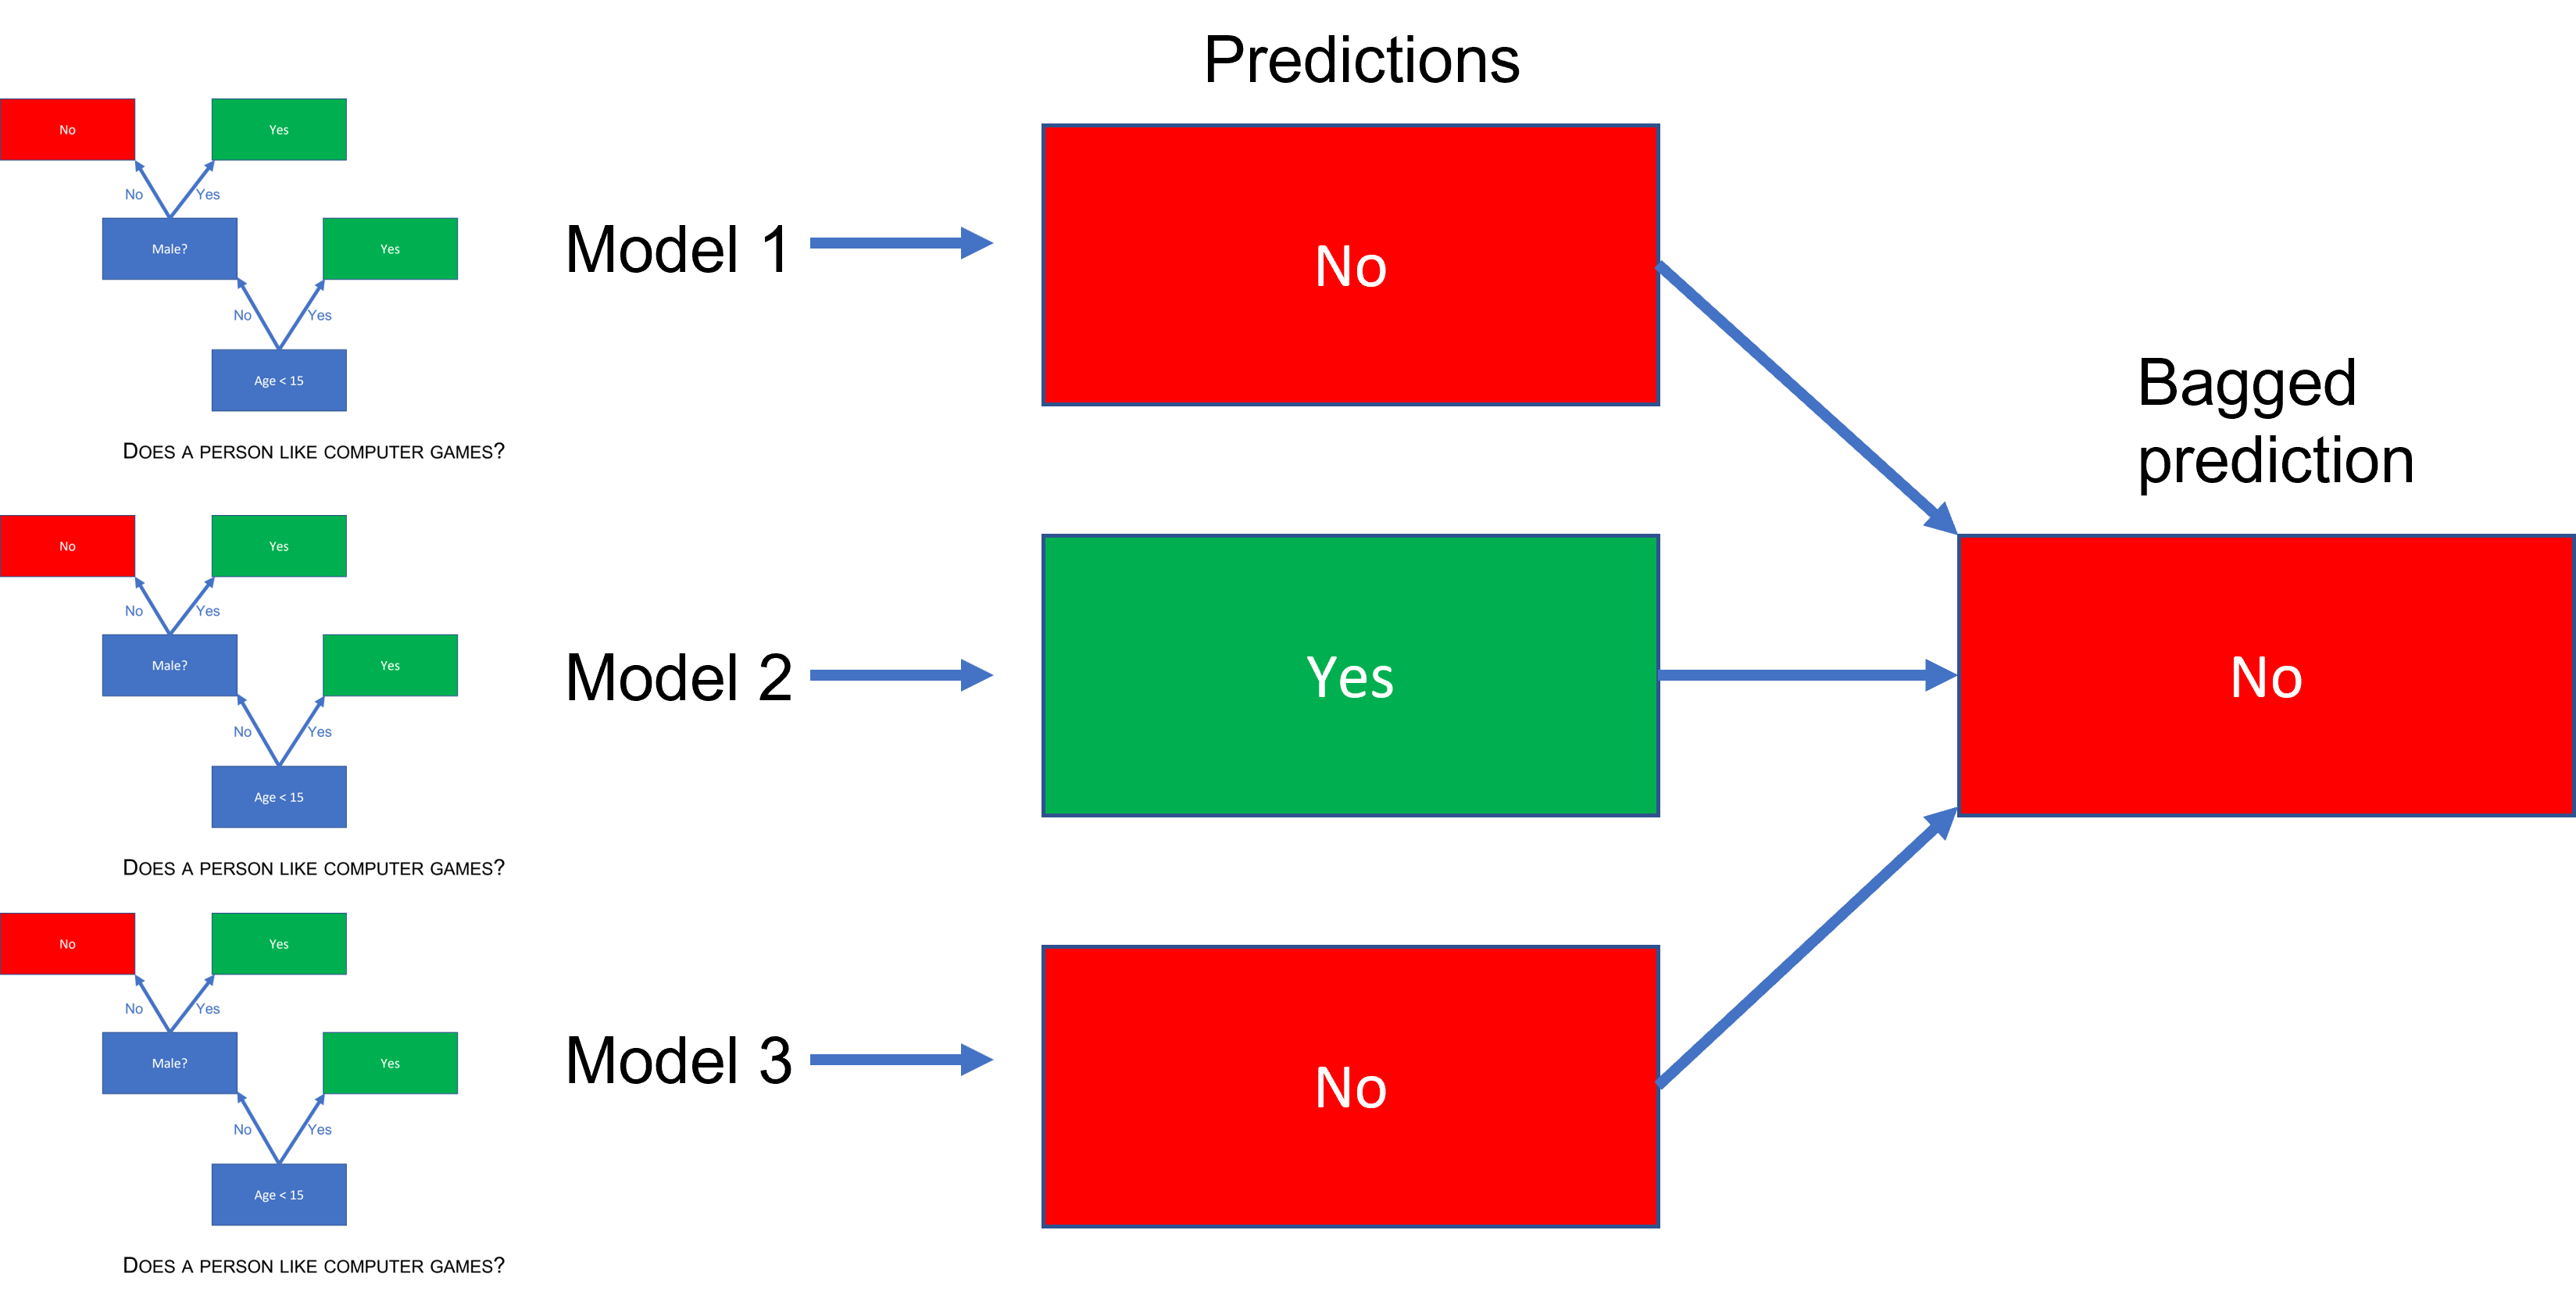 Predictions
No
Yes
No
Yes
Male?
Yes
No
Yes
Age < 15
DOES A PERSON LIKE COMPUTER GAMES?
Model 1
No
No
Yes
No
Yes
Male?
Yes
No
Yes
Age < 15
DOES A PERSON LIKE COMPUTER GAMES?
Model 2
Yes
No
Yes
No
Yes
Male?
Yes
No
Yes
Age < 15
DOES A PERSON LIKE COMPUTER GAMES?
Model 3
No
Bagged
prediction
No